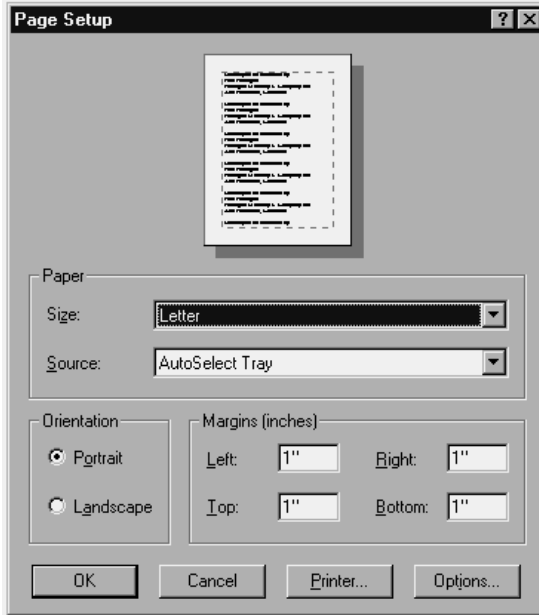 Page Setup
Paper
Size: Letter
Source: AutoSelect Tray
Orientation
Portrait
Landscape
Margins (inches)
Left: 1" Right: 1"
Top: 1" Bottom: 1"
OK Cancel Printer... Options...